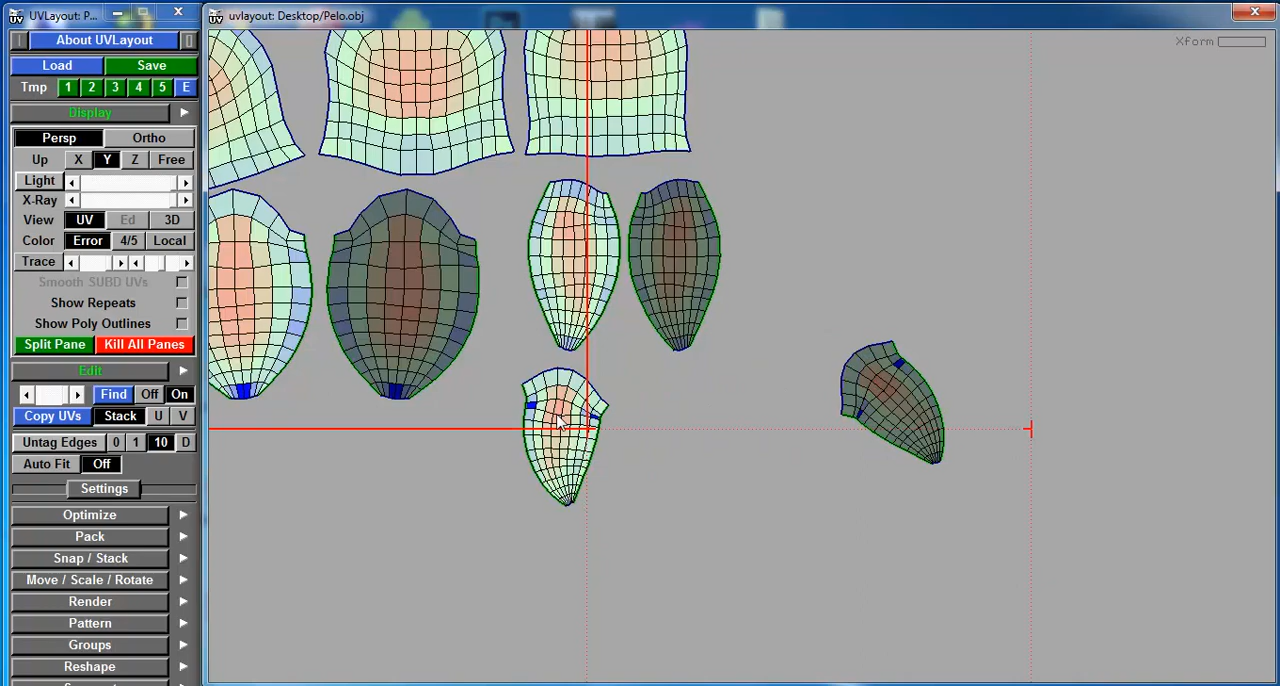 UVLayout: P...
uvlayout: Desktop/Pelo.obj
About UVLayout
Load Save
Tmp 1 2 3 4 5 E
Display
Persp Ortho
Up X Y Z Free
Light
X-Ray
View UV Ed 3D
Color Error 4/5 Local
Trace
Smooth SUBD UVs
Show Repeats
Show Poly Outlines
Split Pane Kill All Panes
Edit
Find Off On
Copy UVs Stack U V
Untag Edges 0 1 10 D
Auto Fit Off
Settings
Optimize
Pack
Snap / Stack
Move / Scale / Rotate
Render
Pattern
Groups
Reshape
Xform